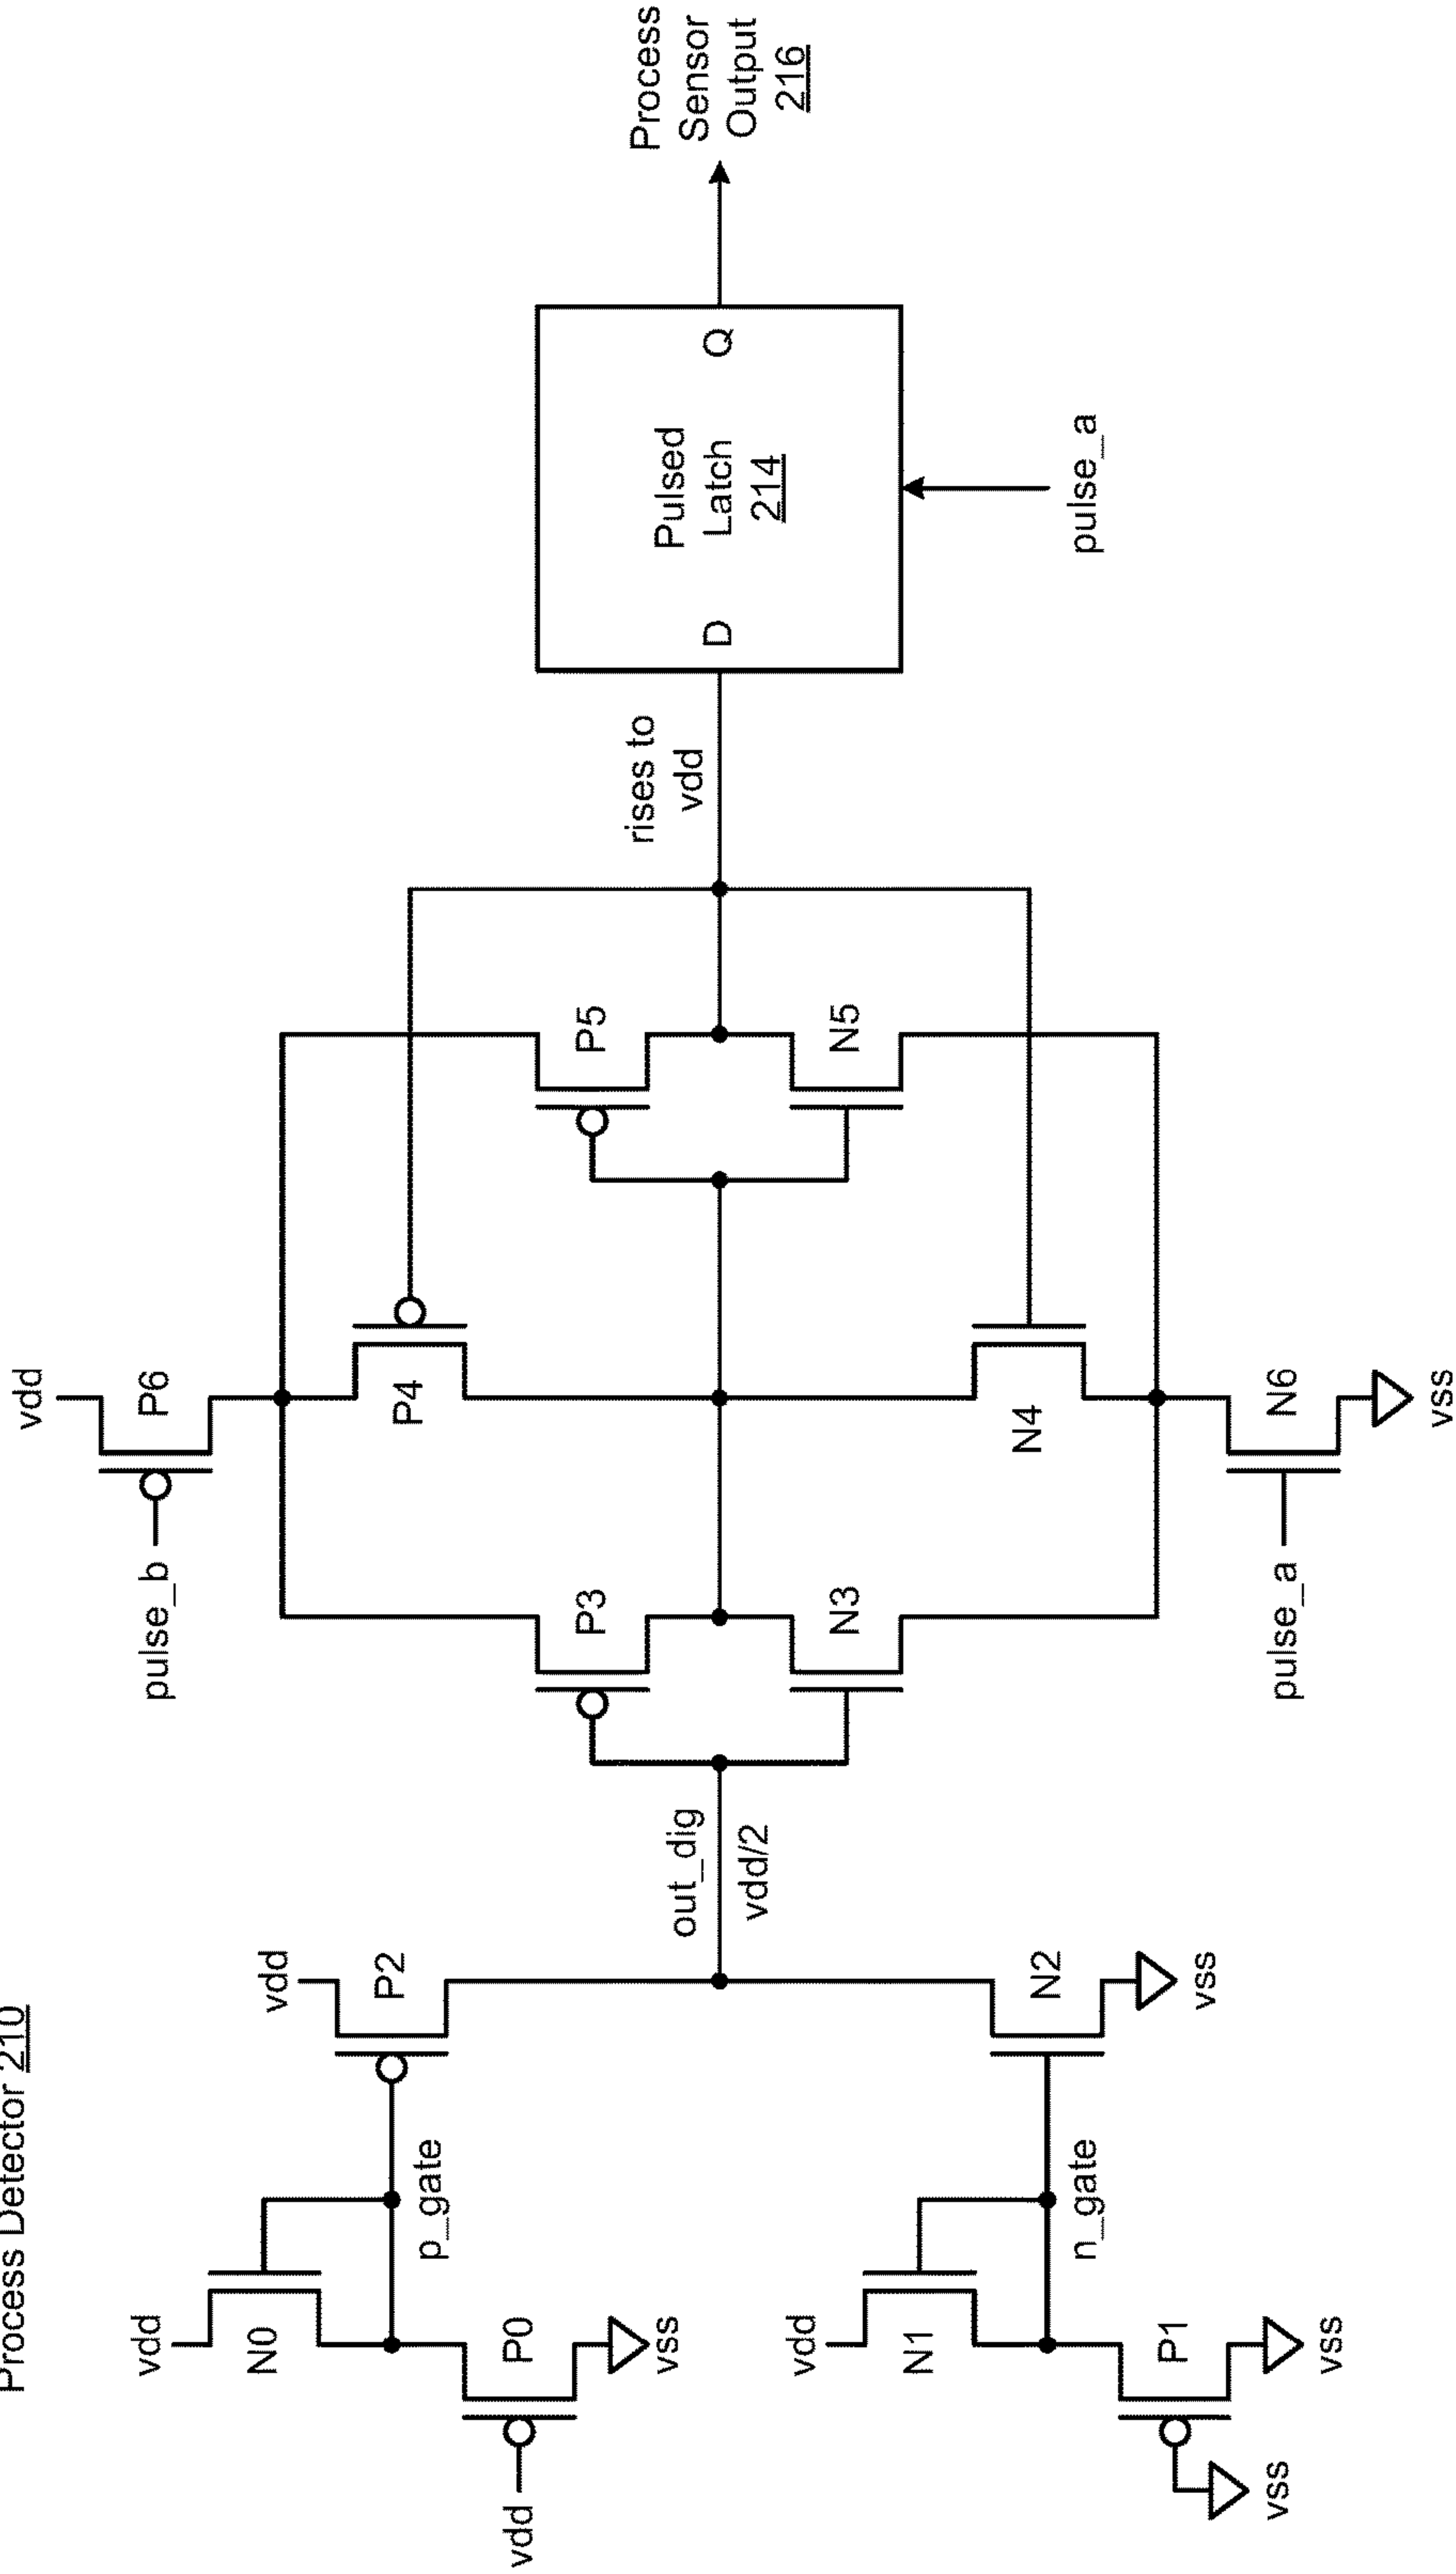 Process Detector 210
vdd
N0
p_gate
P0
vdd
vss
vdd
N1
n_gate
P1
vss
vss
vdd
P2
N2
vss
out_dig
vdd/2
vdd
P6
pulse_b
P3
N3
P4
N4
P5
N5
N6
pulse_a
vss
rises to
vdd
D
Q
Pulsed
Latch
214
pulse_a
Process
Sensor
Output
216